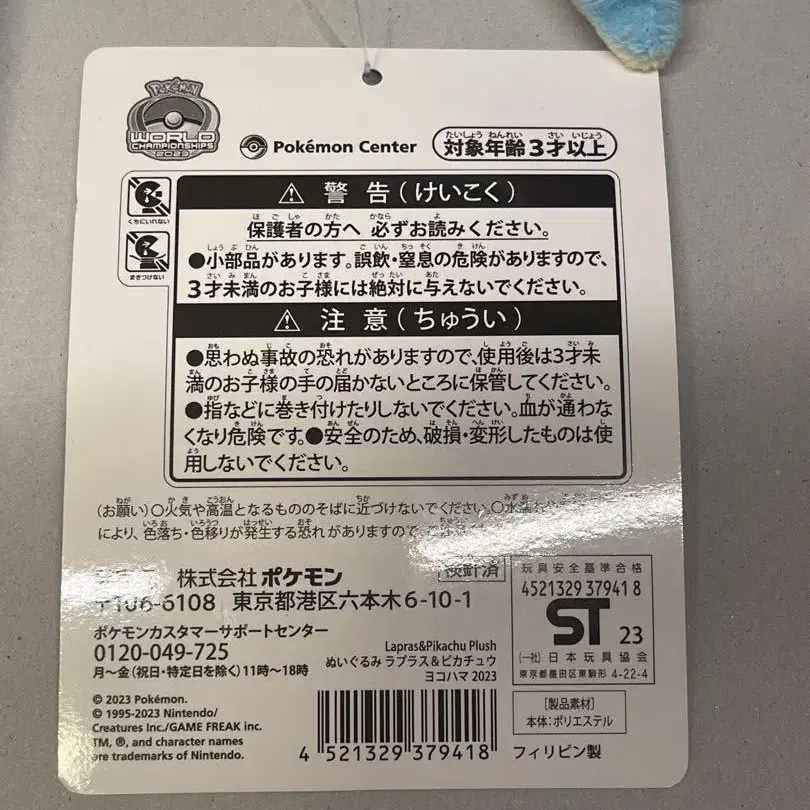 Pokémon
WORLD
CHAMPIONSHIPS
2023
Pokémon Center
対象年齢3才以上
たいしょうねんれい さいいじょう
くちにいれない
まきつけない
警告(けいこく)
保護者の方へ 必ずお読みください。
ほごしゃ かた かなら よ
●小部品があります。誤飲・窒息の危険がありますので、
しょうぶひん ごいん ちっそく きけん
3才未満のお子様には絶対に与えないでください。
さいみまん こさま ぜったい あた
注意(ちゅうい)
●思わぬ事故の恐れがありますので、使用後は3才未
おも じこ おそ しようご さいみ
満のお子様の手の届かないところに保管してください。
まん こさま て とど ほかん
●指などに巻き付けたりしないでください。血が通わな
ゆび ま つ ち かよ
くなり危険です。●安全のため、破損・変形したものは使
きけん あんぜん はそん へんけい し
用しないでください。
よう
(お願い)○火気や高温となるもののそばに近づけないでください。○水濡
ねが かき こうおん ちか みずぬ
により、色落ち・色移りが発生する恐れがありますので、
いろお いろうつ はっせい おそ
株式会社ポケモン
検針済
〒106-6108 東京都港区六本木6-10-1
ポケモンカスタマーサポートセンター
0120-049-725
月〜金(祝日・特定日を除く)11時〜18時
Lapras&Pikachu Plush
ぬいぐるみ ラプラス&ピカチュウ
ヨコハマ 2023
玩具安全基準合格
4521329 37941 8
ST 23
(一社)日本玩具協会
東京都墨田区東駒形 4-22-4
© 2023 Pokémon.
© 1995-2023 Nintendo/
Creatures Inc./GAME FREAK inc.
TM, ®, and character names
are trademarks of Nintendo.
4 521329 379418
[製品素材]
本体:ポリエステル
フィリピン製